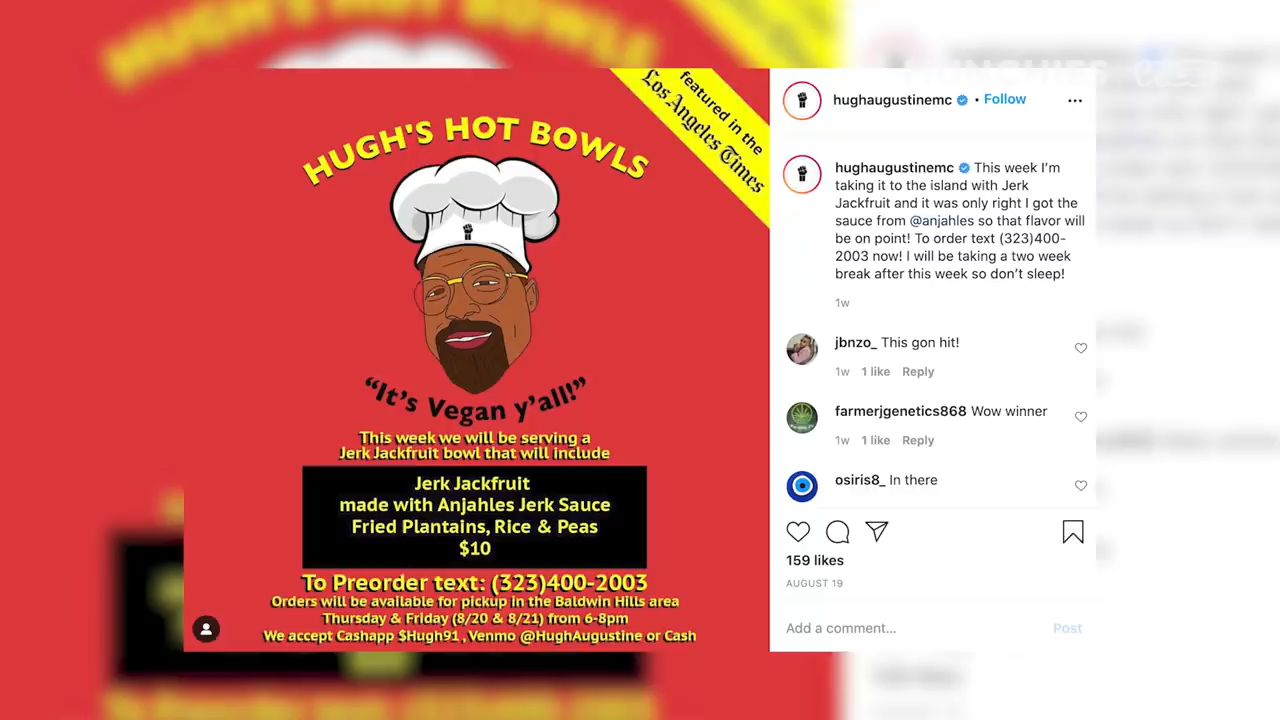 HUGH'S HOT BOWLS
featured in the
Los Angeles Times
"It's Vegan y'all!"
This week we will be serving a
Jerk Jackfruit bowl that will include
Jerk Jackfruit
made with Anjahles Jerk Sauce
Fried Plantains, Rice & Peas
$10
To Preorder text: (323)400-2003
Orders will be available for pickup in the Baldwin Hills area
Thursday & Friday (8/20 & 8/21) from 6-8pm
We accept Cashapp $Hugh91 , Venmo @HughAugustine or Cash
hughaugustinemc • Follow
hughaugustinemc This week I'm
taking it to the island with Jerk
Jackfruit and it was only right I got the
sauce from @anjahles so that flavor will
be on point! To order text (323)400-
2003 now! I will be taking a two week
break after this week so don't sleep!
1w
jbnzo_ This gon hit!
1w 1 like Reply
farmerjgenetics868 Wow winner
1w 1 like Reply
osiris8_ In there
159 likes
AUGUST 19
Add a comment... Post